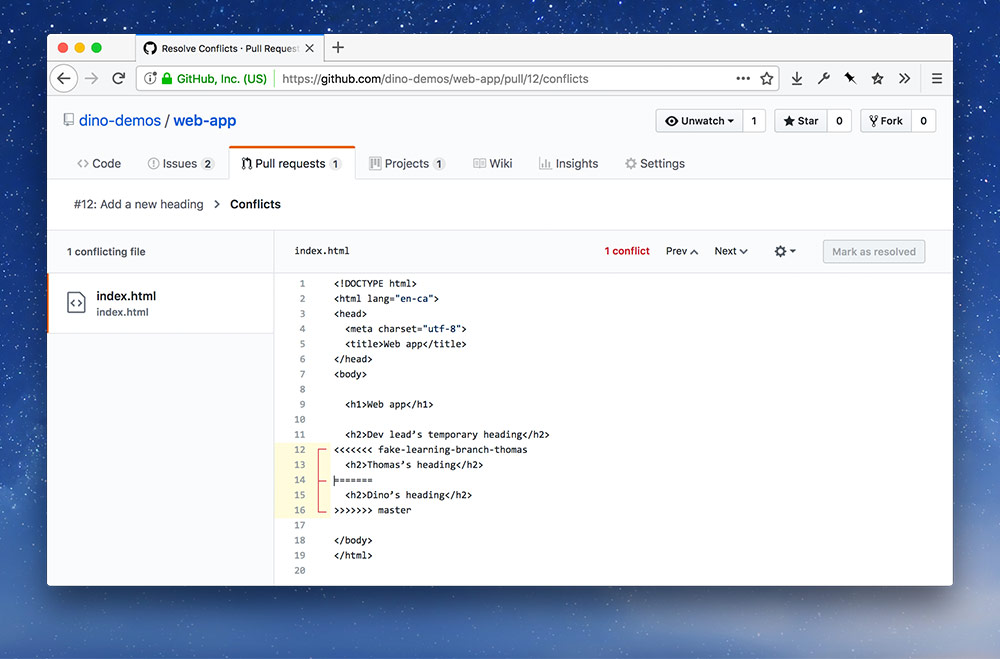 Resolve Conflicts · Pull Reques
GitHub, Inc. (US) https://github.com/dino-demos/web-app/pull/12/conflicts
dino-demos / web-app
Unwatch 1 Star 0 Fork 0
Code Issues 2 Pull requests 1 Projects 1 Wiki Insights Settings
#12: Add a new heading > Conflicts
1 conflicting file
index.html
index.html
index.html 1 conflict Prev Next Mark as resolved
1 <!DOCTYPE html>
2 <html lang="en-ca">
3 <head>
4 <meta charset="utf-8">
5 <title>Web app</title>
6 </head>
7 <body>
8
9 <h1>Web app</h1>
10
11 <h2>Dev lead’s temporary heading</h2>
12 <<<<<<< fake-learning-branch-thomas
13 <h2>Thomas’s heading</h2>
14 =======
15 <h2>Dino’s heading</h2>
16 >>>>>>> master
17
18 </body>
19 </html>
20